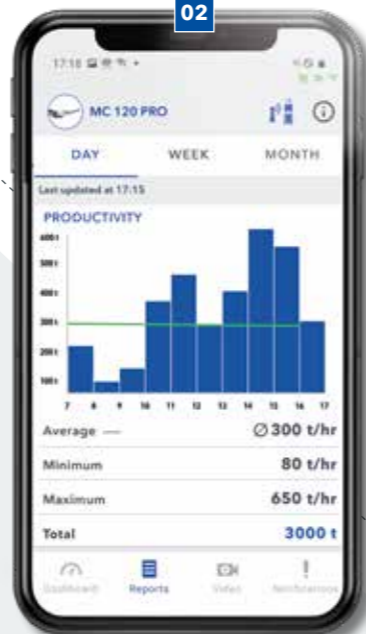 02
17:18
MC 120 PRO
DAY WEEK MONTH
Last updated at 17:15
PRODUCTIVITY
600 t
500 t
400 t
300 t
200 t
100 t
7 8 9 10 11 12 13 14 15 16 17
Average — Ø 300 t/hr
Minimum 80 t/hr
Maximum 650 t/hr
Total 3000 t
Dashboard Reports Video